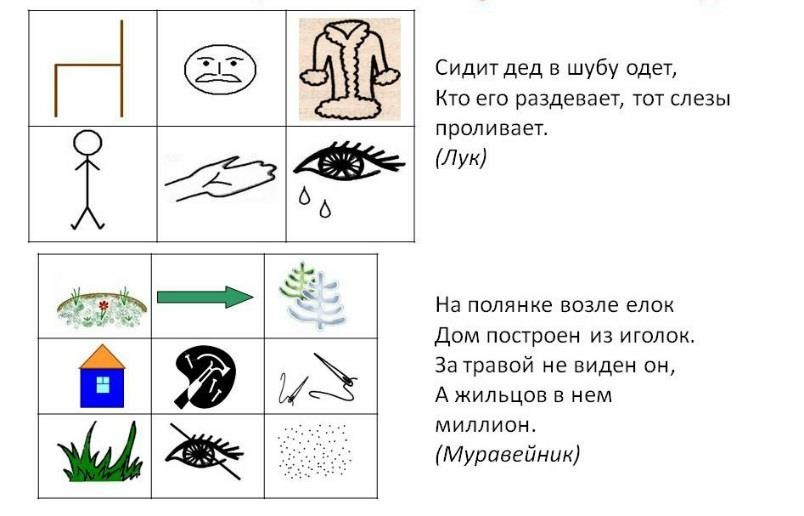 Сидит дед в шубу одет,
Кто его раздевает, тот слезы
проливает.
(Лук)
На полянке возле елок
Дом построен из иголок.
За травой не виден он,
А жильцов в нем
миллион.
(Муравейник)